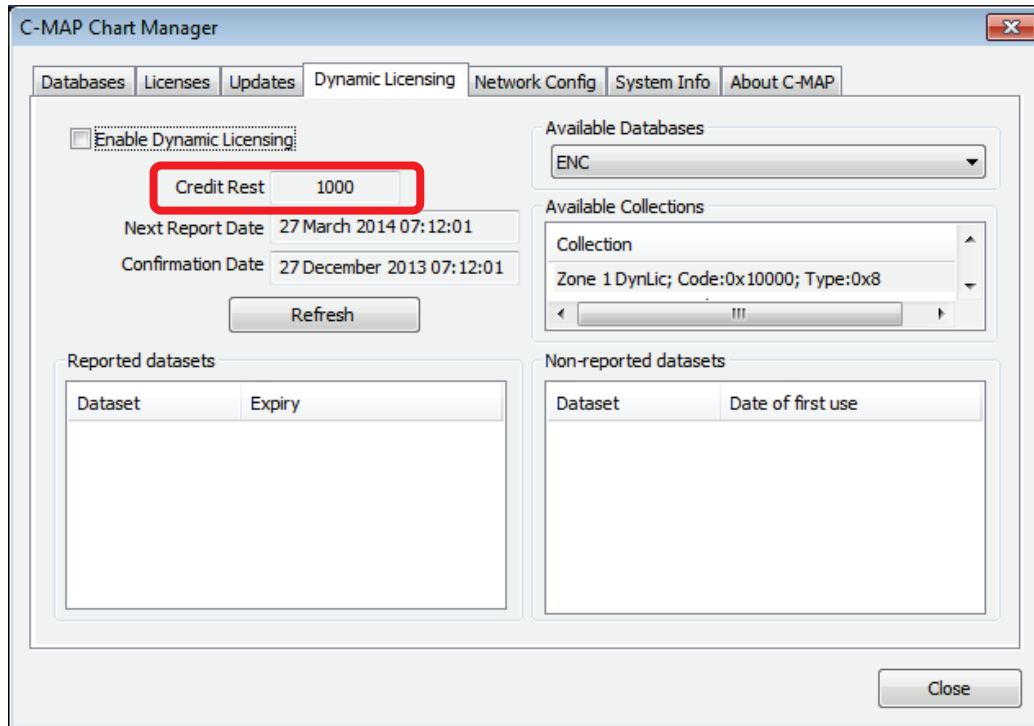 C-MAP Chart Manager
Databases Licenses Updates Dynamic Licensing Network Config System Info About C-MAP
Enable Dynamic Licensing
Credit Rest 1000
Next Report Date 27 March 2014 07:12:01
Confirmation Date 27 December 2013 07:12:01
Refresh
Available Databases
ENC
Available Collections
Collection
Zone 1 DynLic; Code:0x10000; Type:0x8
Reported datasets
Dataset Expiry
Non-reported datasets
Dataset Date of first use
Close